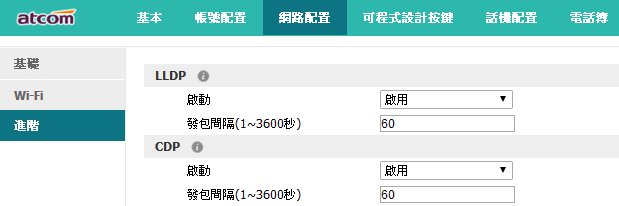 atcom 基本 帳號配置 網路配置 可程式設計按鍵 話機配置 電話簿
基礎
Wi-Fi
進階
LLDP
啟動 啟用
發包間隔(1~3600秒) 60
CDP
啟動 啟用
發包間隔(1~3600秒) 60